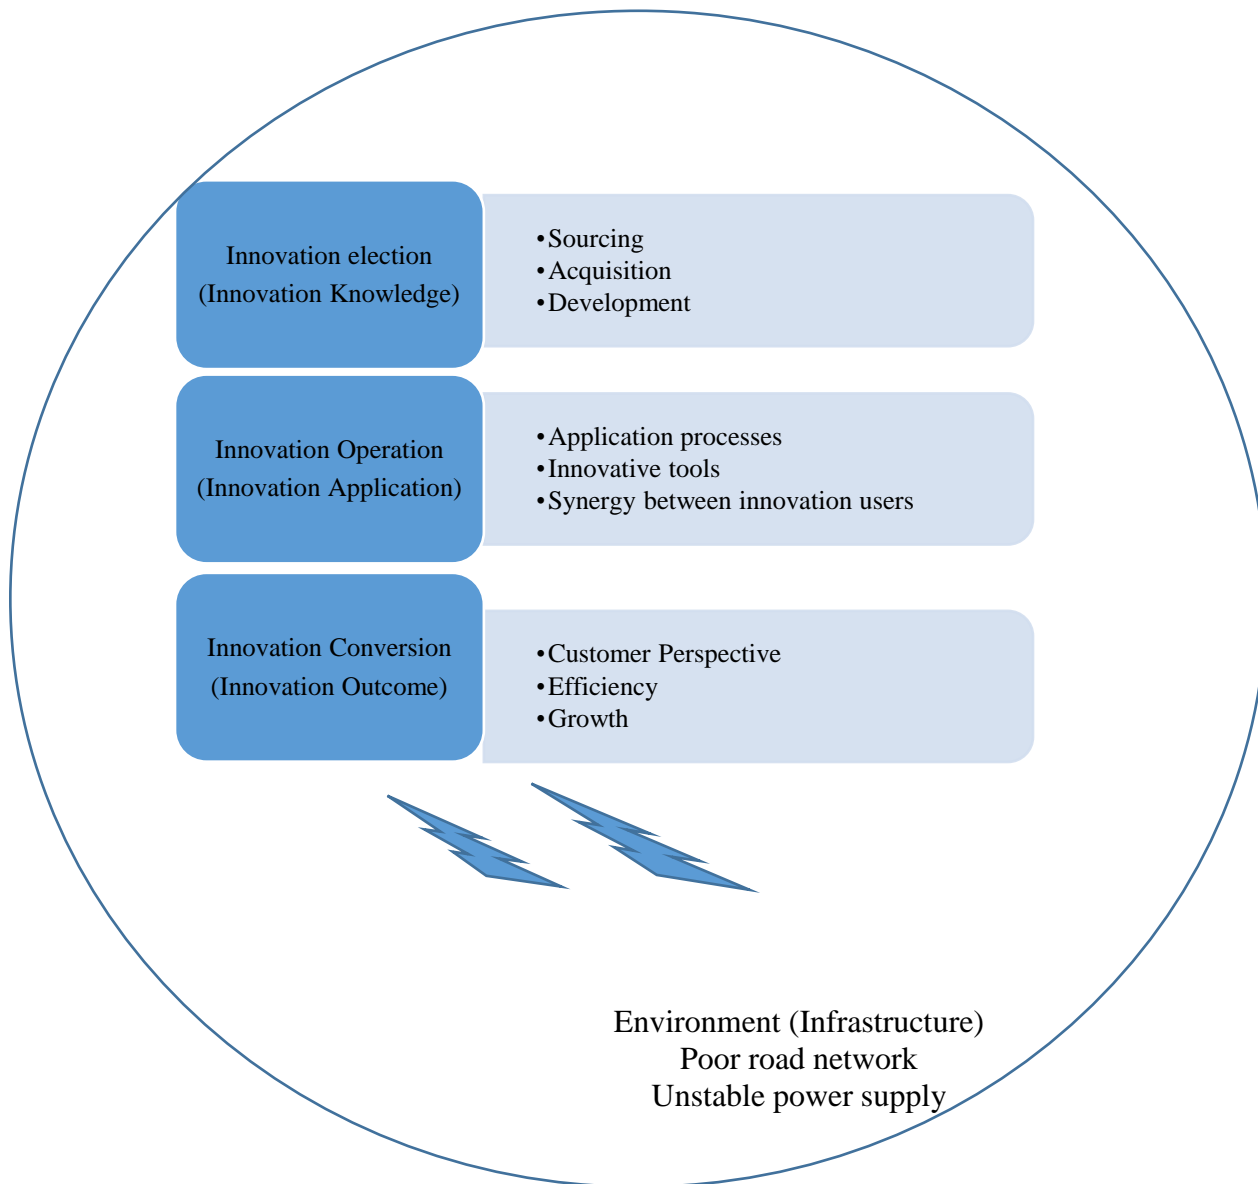 Innovation election
(Innovation Knowledge)
•Sourcing
•Acquisition
•Development
Innovation Operation
(Innovation Application)
•Application processes
•Innovative tools
•Synergy between innovation users
Innovation Conversion
(Innovation Outcome)
•Customer Perspective
•Efficiency
•Growth
Environment (Infrastructure)
Poor road network
Unstable power supply